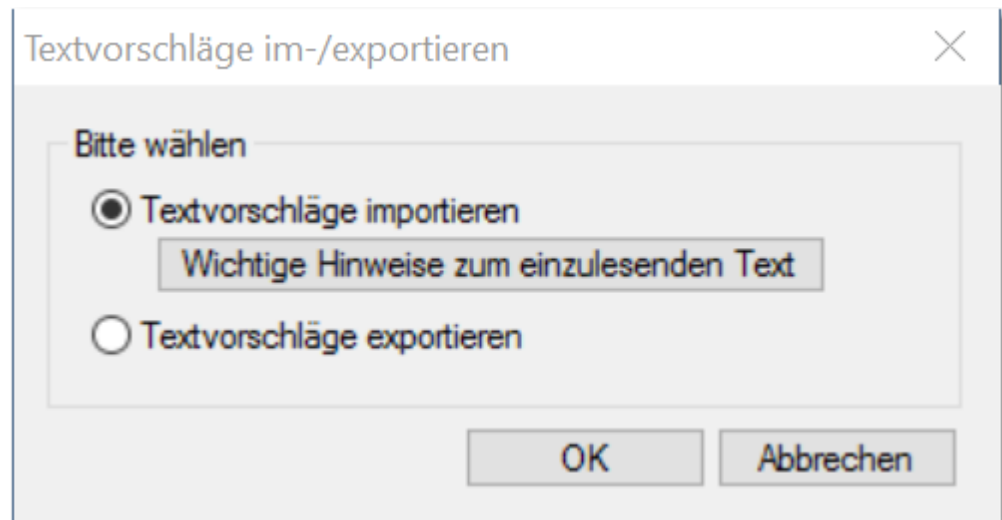 Textvorschläge im-/exportieren
Bitte wählen
Textvorschläge importieren
Wichtige Hinweise zum einzulesenden Text
Textvorschläge exportieren
OK
Abbrechen